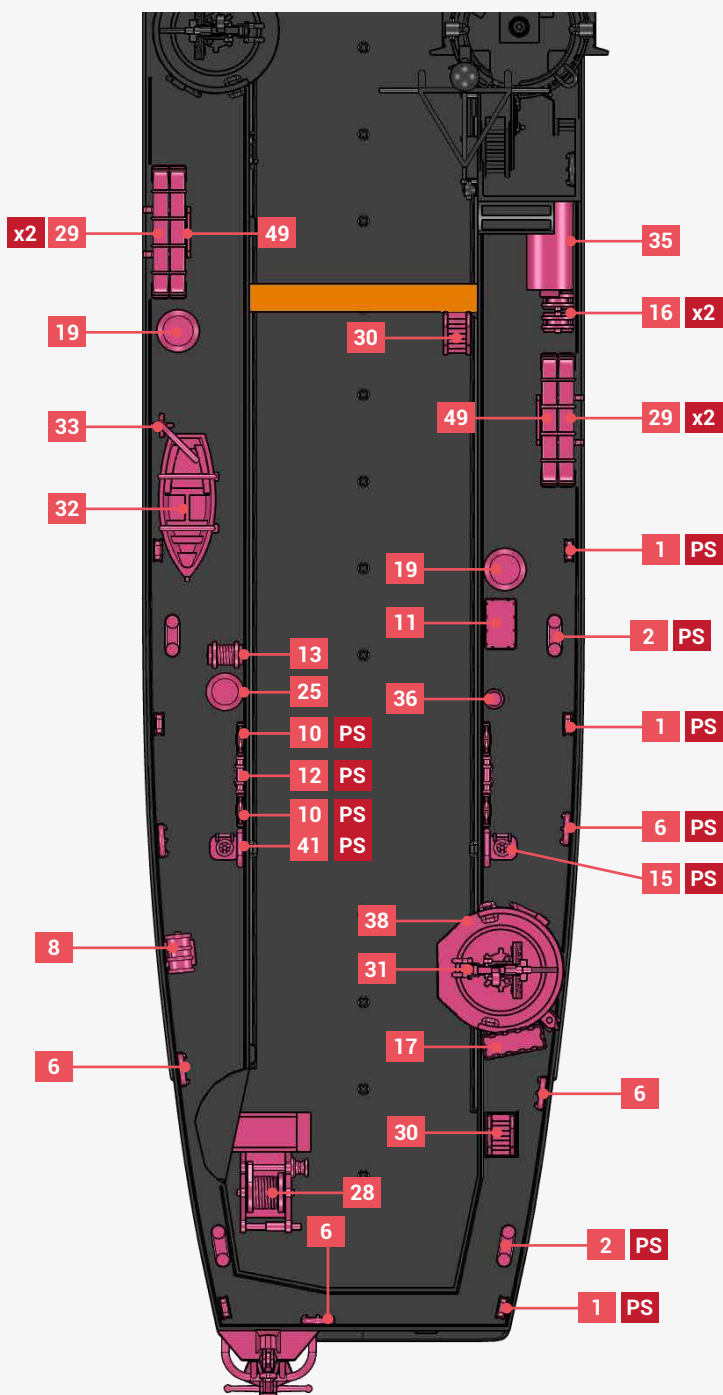 x2 29 49 35
16 x2
19 30
33 49 29 x2
32
1 PS
19
11
2 PS
13
25 36
10 PS 1 PS
12 PS
10 PS 6 PS
41 PS
15 PS
38
8
31
17
6 6
30
28
6
2 PS
1 PS